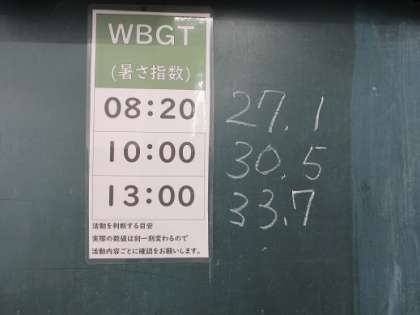 WBGT
(暑さ指数)
08:20 27.1
10:00 30.5
13:00 33.7
活動を判断する目安
実際の数値は刻一刻変わるので
活動内容ごとに確認をお願いします。